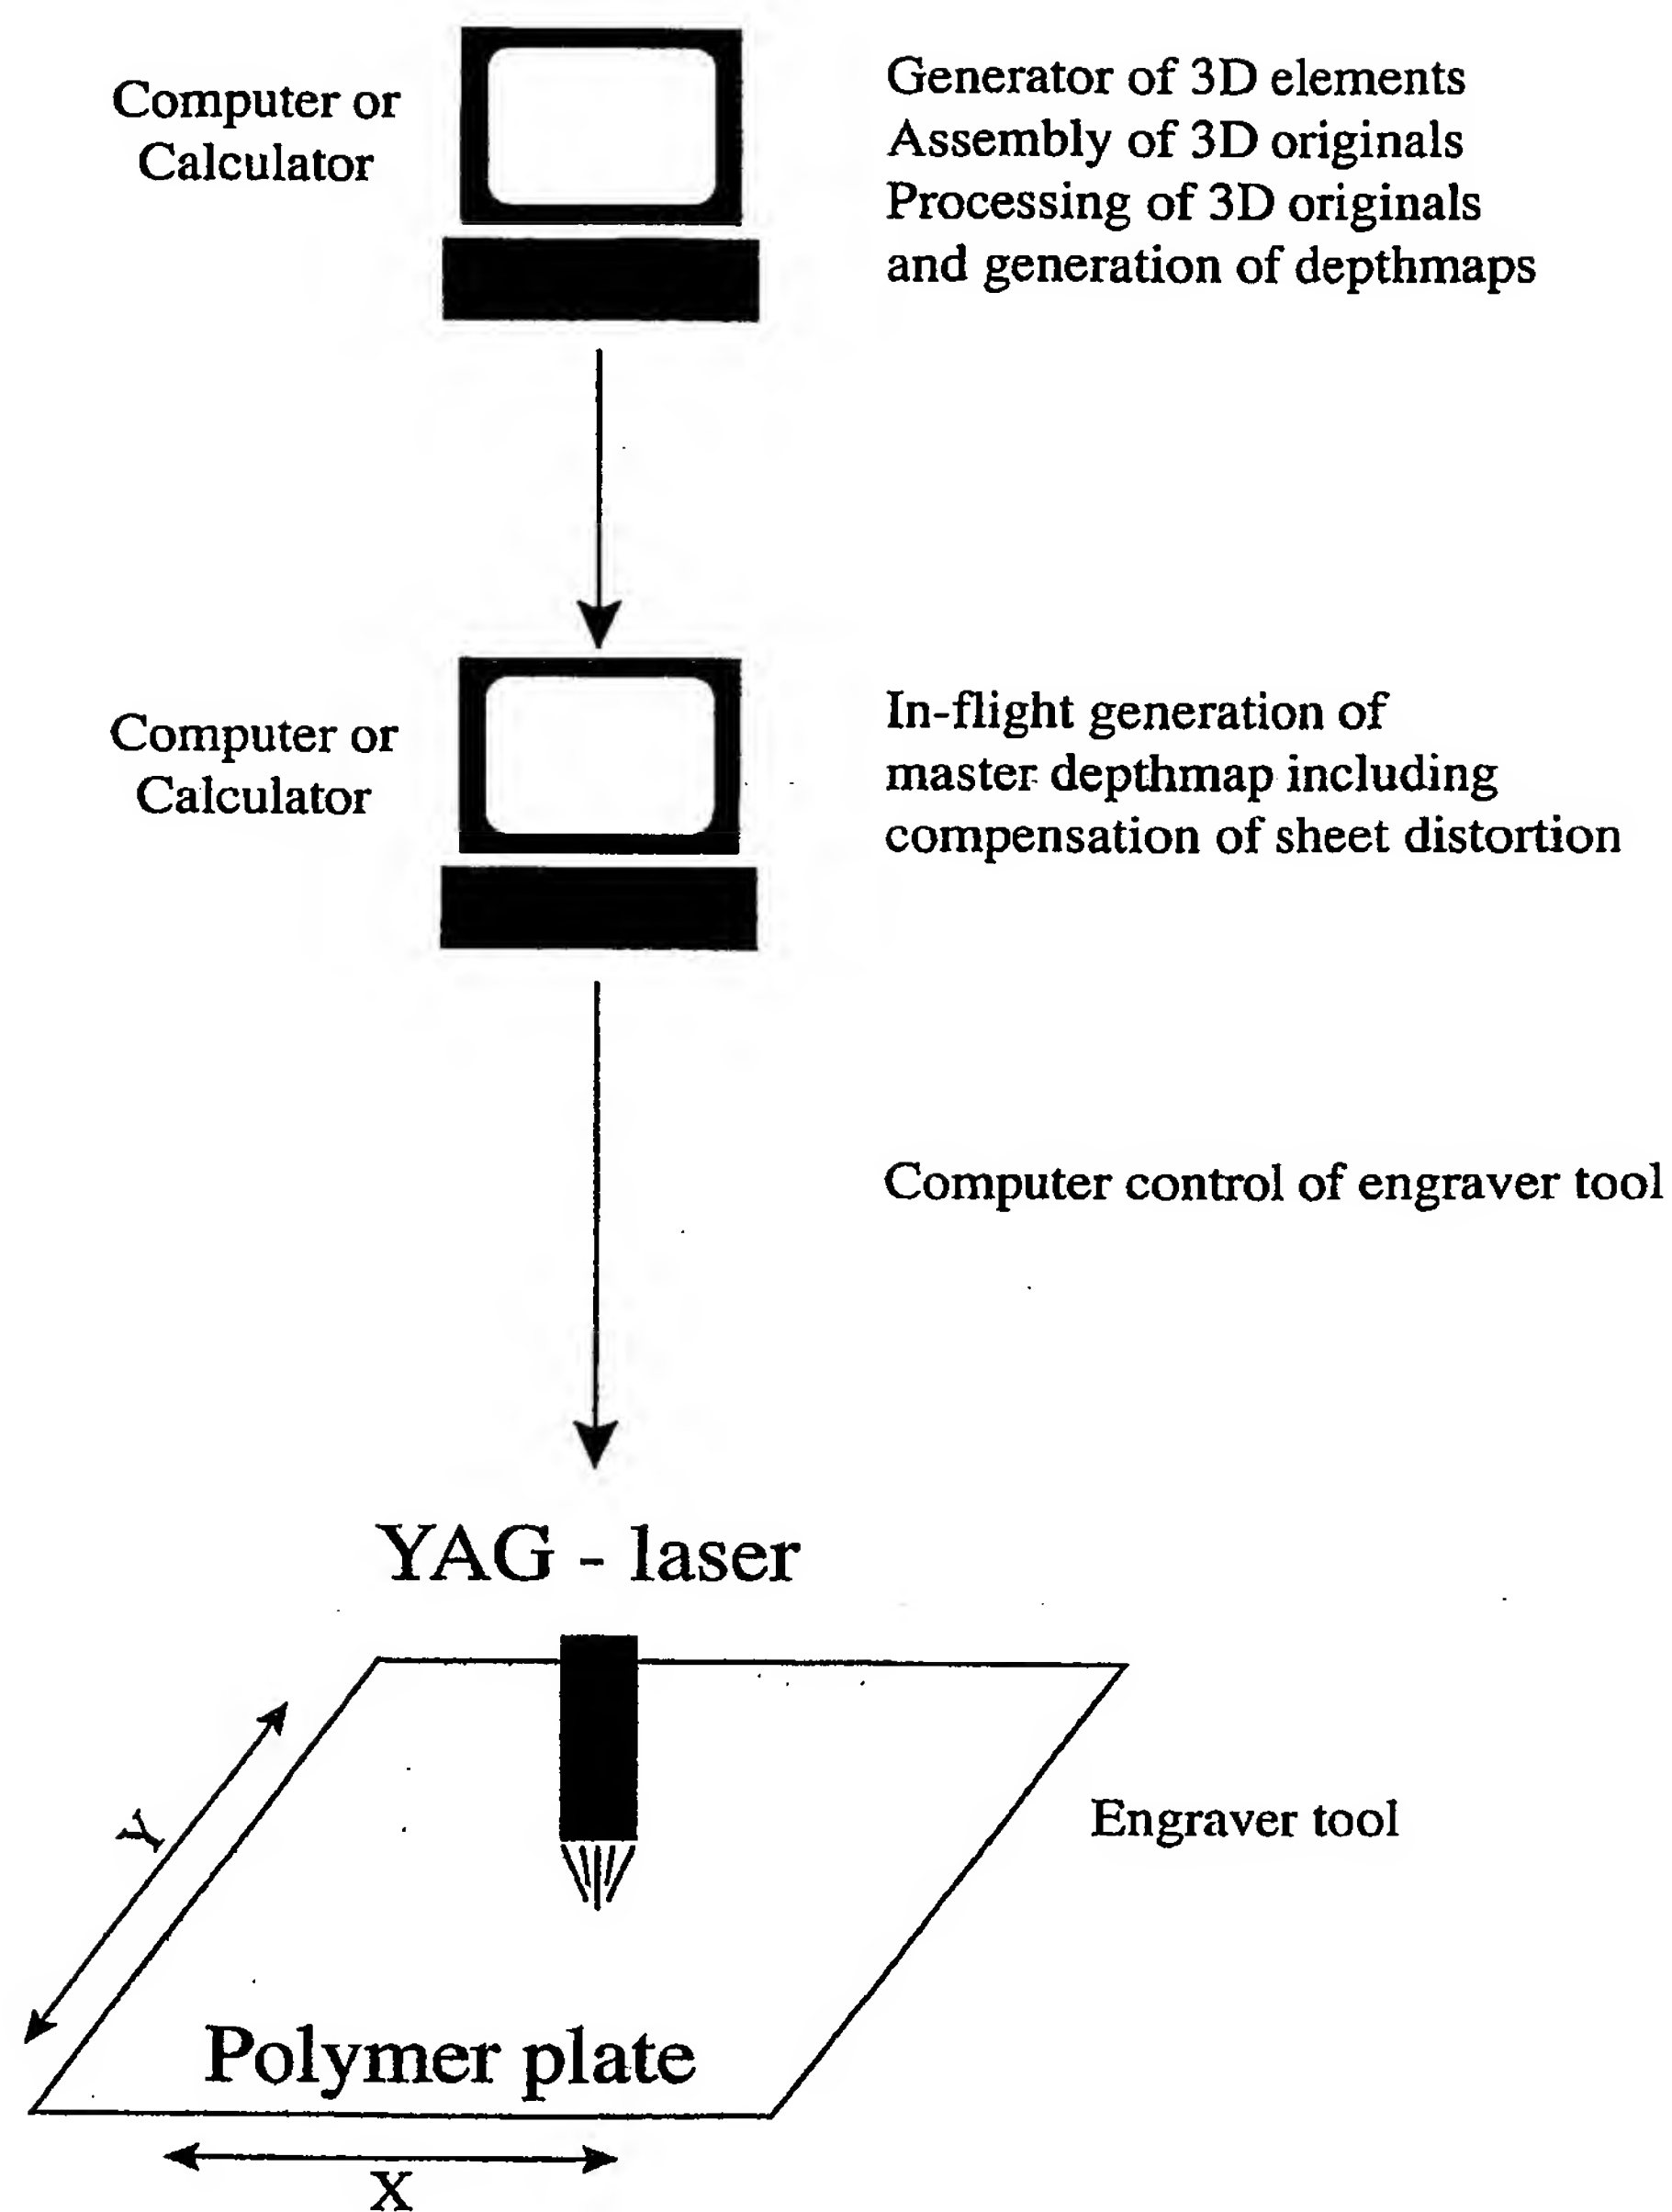 Computer or
Calculator
Generator of 3D elements
Assembly of 3D originals
Processing of 3D originals
and generation of depthmaps
Computer or
Calculator
In-flight generation of
master depthmap including
compensation of sheet distortion
Computer control of engraver tool
YAG - laser
Y
Engraver tool
Polymer plate
X